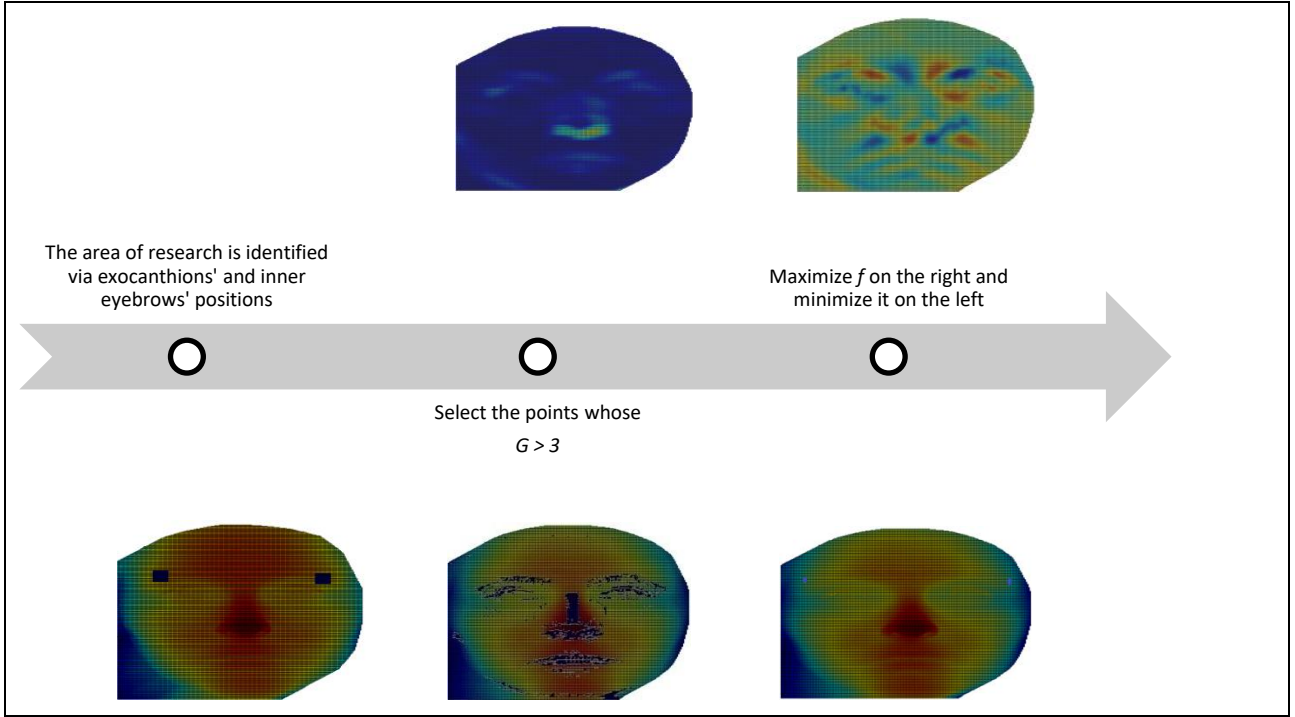 The area of research is identified
via exocanthions' and inner
eyebrows' positions
Select the points whose
G > 3
Maximize f on the right and
minimize it on the left